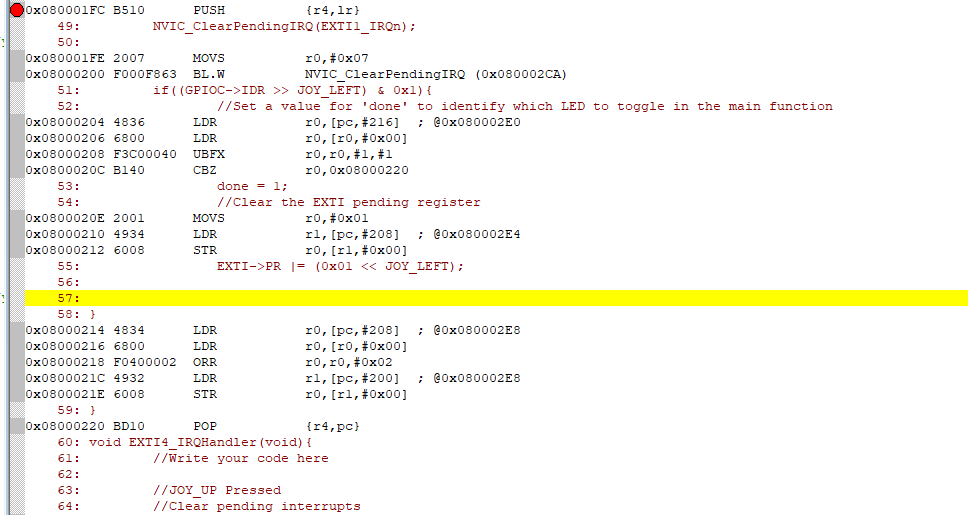 0x080001FC B510      PUSH          {r4,lr}
    49:         NVIC_ClearPendingIRQ(EXTI1_IRQn);
    50:
0x080001FE 2007      MOVS          r0,#0x07
0x08000200 F000F863  BL.W          NVIC_ClearPendingIRQ (0x080002CA)
    51:         if((GPIOC->IDR >> JOY_LEFT) & 0x1){
    52:                 //Set a value for 'done' to identify which LED to toggle in the main function
0x08000204 4836      LDR           r0,[pc,#216]  ; @0x080002E0
0x08000206 6800      LDR           r0,[r0,#0x00]
0x08000208 F3C00040  UBFX          r0,r0,#1,#1
0x0800020C B140      CBZ           r0,0x08000220
    53:                 done = 1;
    54:                 //Clear the EXTI pending register
0x0800020E 2001      MOVS          r0,#0x01
0x08000210 4934      LDR           r1,[pc,#208]  ; @0x080002E4
0x08000212 6008      STR           r0,[r1,#0x00]
    55:                 EXTI->PR |= (0x01 << JOY_LEFT);
    56:
    57:
    58: }
0x08000214 4834      LDR           r0,[pc,#208]  ; @0x080002E8
0x08000216 6800      LDR           r0,[r0,#0x00]
0x08000218 F0400002  ORR           r0,r0,#0x02
0x0800021C 4932      LDR           r1,[pc,#200]  ; @0x080002E8
0x0800021E 6008      STR           r0,[r1,#0x00]
    59: }
0x08000220 BD10      POP           {r4,pc}
    60: void EXTI4_IRQHandler(void){
    61:         //Write your code here
    62:
    63:         //JOY_UP Pressed
    64:         //Clear pending interrupts